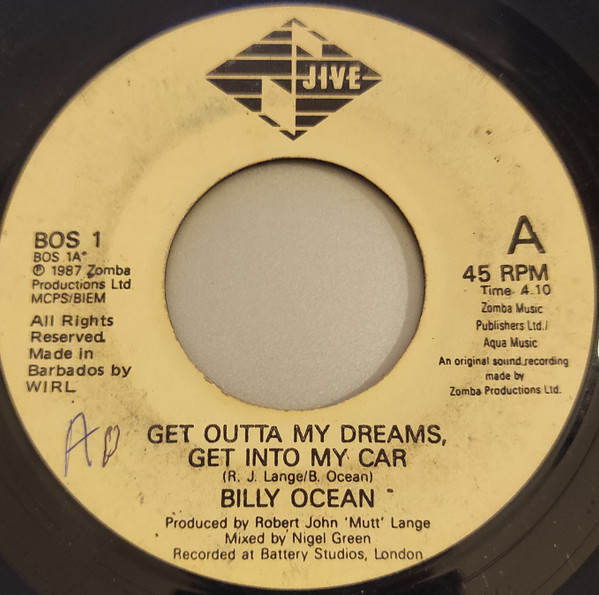 JIVE
BOS 1
BOS 1A*
℗ 1987 Zomba
Productions Ltd
MCPS/BIEM
All Rights
Reserved.
Made in
Barbados by
WIRL
A
45 RPM
Time 4.10
Zomba Music
Publishers Ltd./
Aqua Music
An original sound recording
made by
Zomba Productions Ltd.
GET OUTTA MY DREAMS,
GET INTO MY CAR
(R. J. Lange/B. Ocean)
BILLY OCEAN
Produced by Robert John 'Mutt' Lange
Mixed by Nigel Green
Recorded at Battery Studios, London